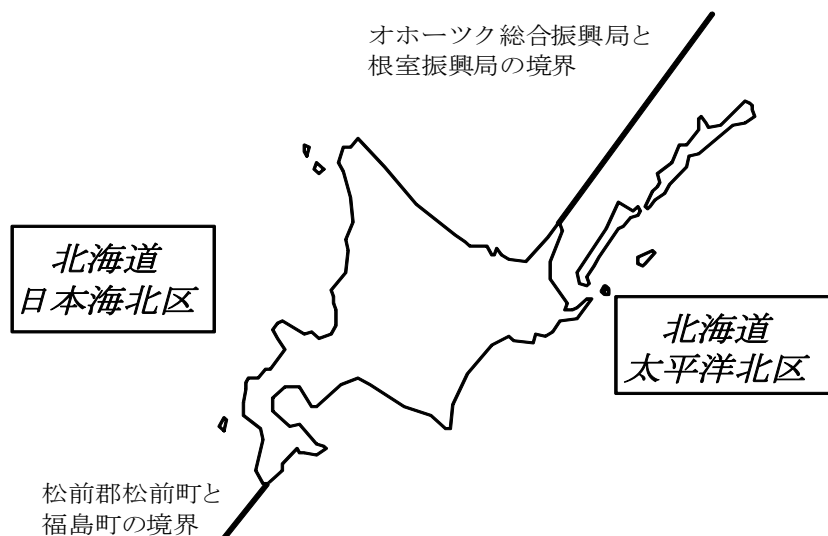 オホーツク総合振興局と
根室振興局の境界
北海道
日本海北区
北海道
太平洋北区
松前郡松前町と
福島町の境界